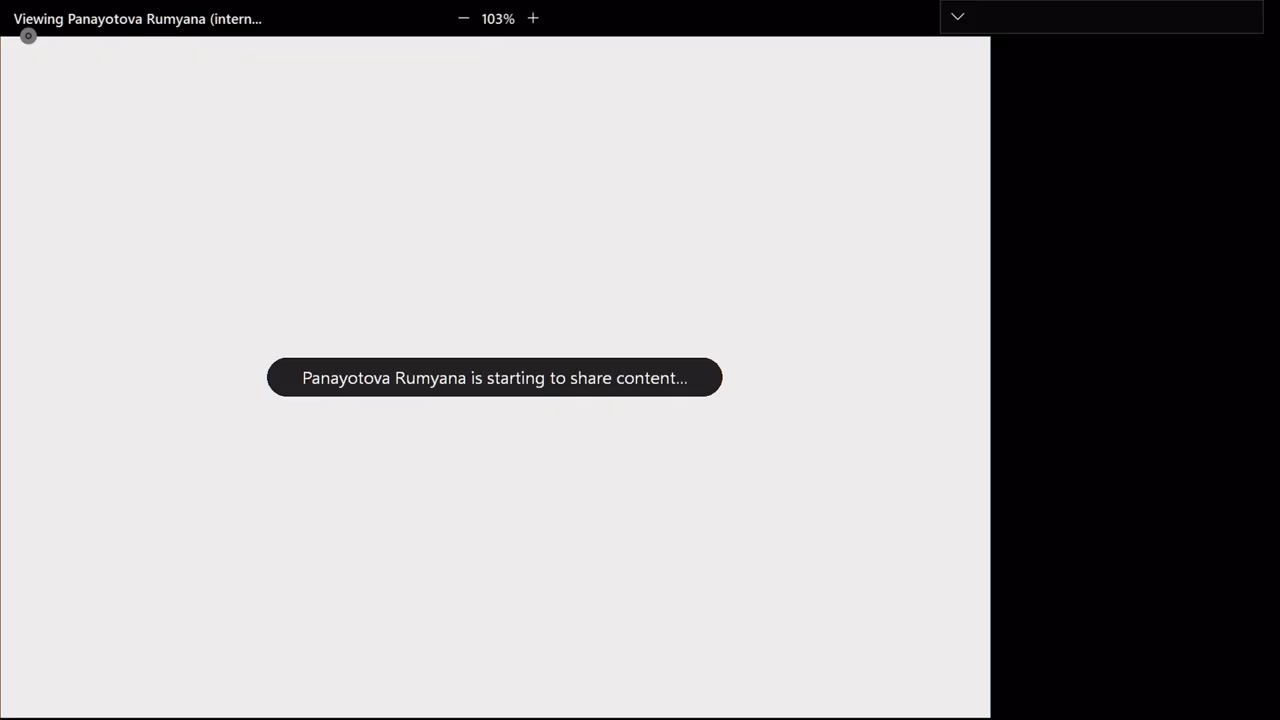 Viewing Panayotova Rumyana (intern...
103%
Panayotova Rumyana is starting to share content...